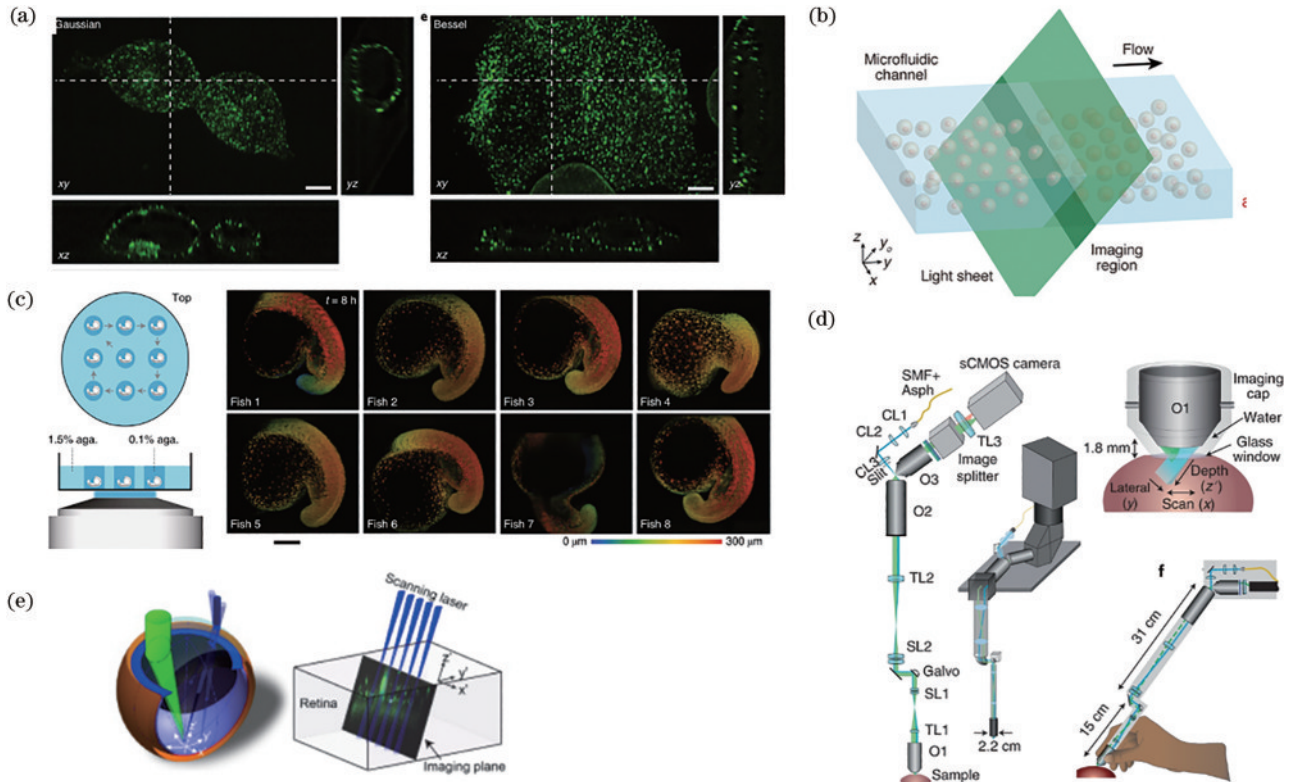 (a)
Gaussian
xy
yz
xz
e
Bessel
xy
yz
xz
(b)
Microfluidic
channel
Flow
z
yo
y
x
Light sheet
Imaging
region
(c)
Top
1.5% aga.
0.1% aga.
t = 8 h
Fish 1
Fish 2
Fish 3
Fish 4
Fish 5
Fish 6
Fish 7
Fish 8
0 μm
300 μm
(d)
sCMOS camera
SMF+
Asph
CL1
CL2
CL3
Slit
TL3
Image
splitter
O3
O2
TL2
SL2
Galvo
SL1
TL1
O1
Sample
2.2 cm
O1
Imaging
cap
Water
Glass
window
1.8 mm
Depth
(z')
Lateral
(y)
Scan (x)
f
31 cm
15 cm
(e)
Scanning laser
z'
y'
x'
Retina
Imaging plane